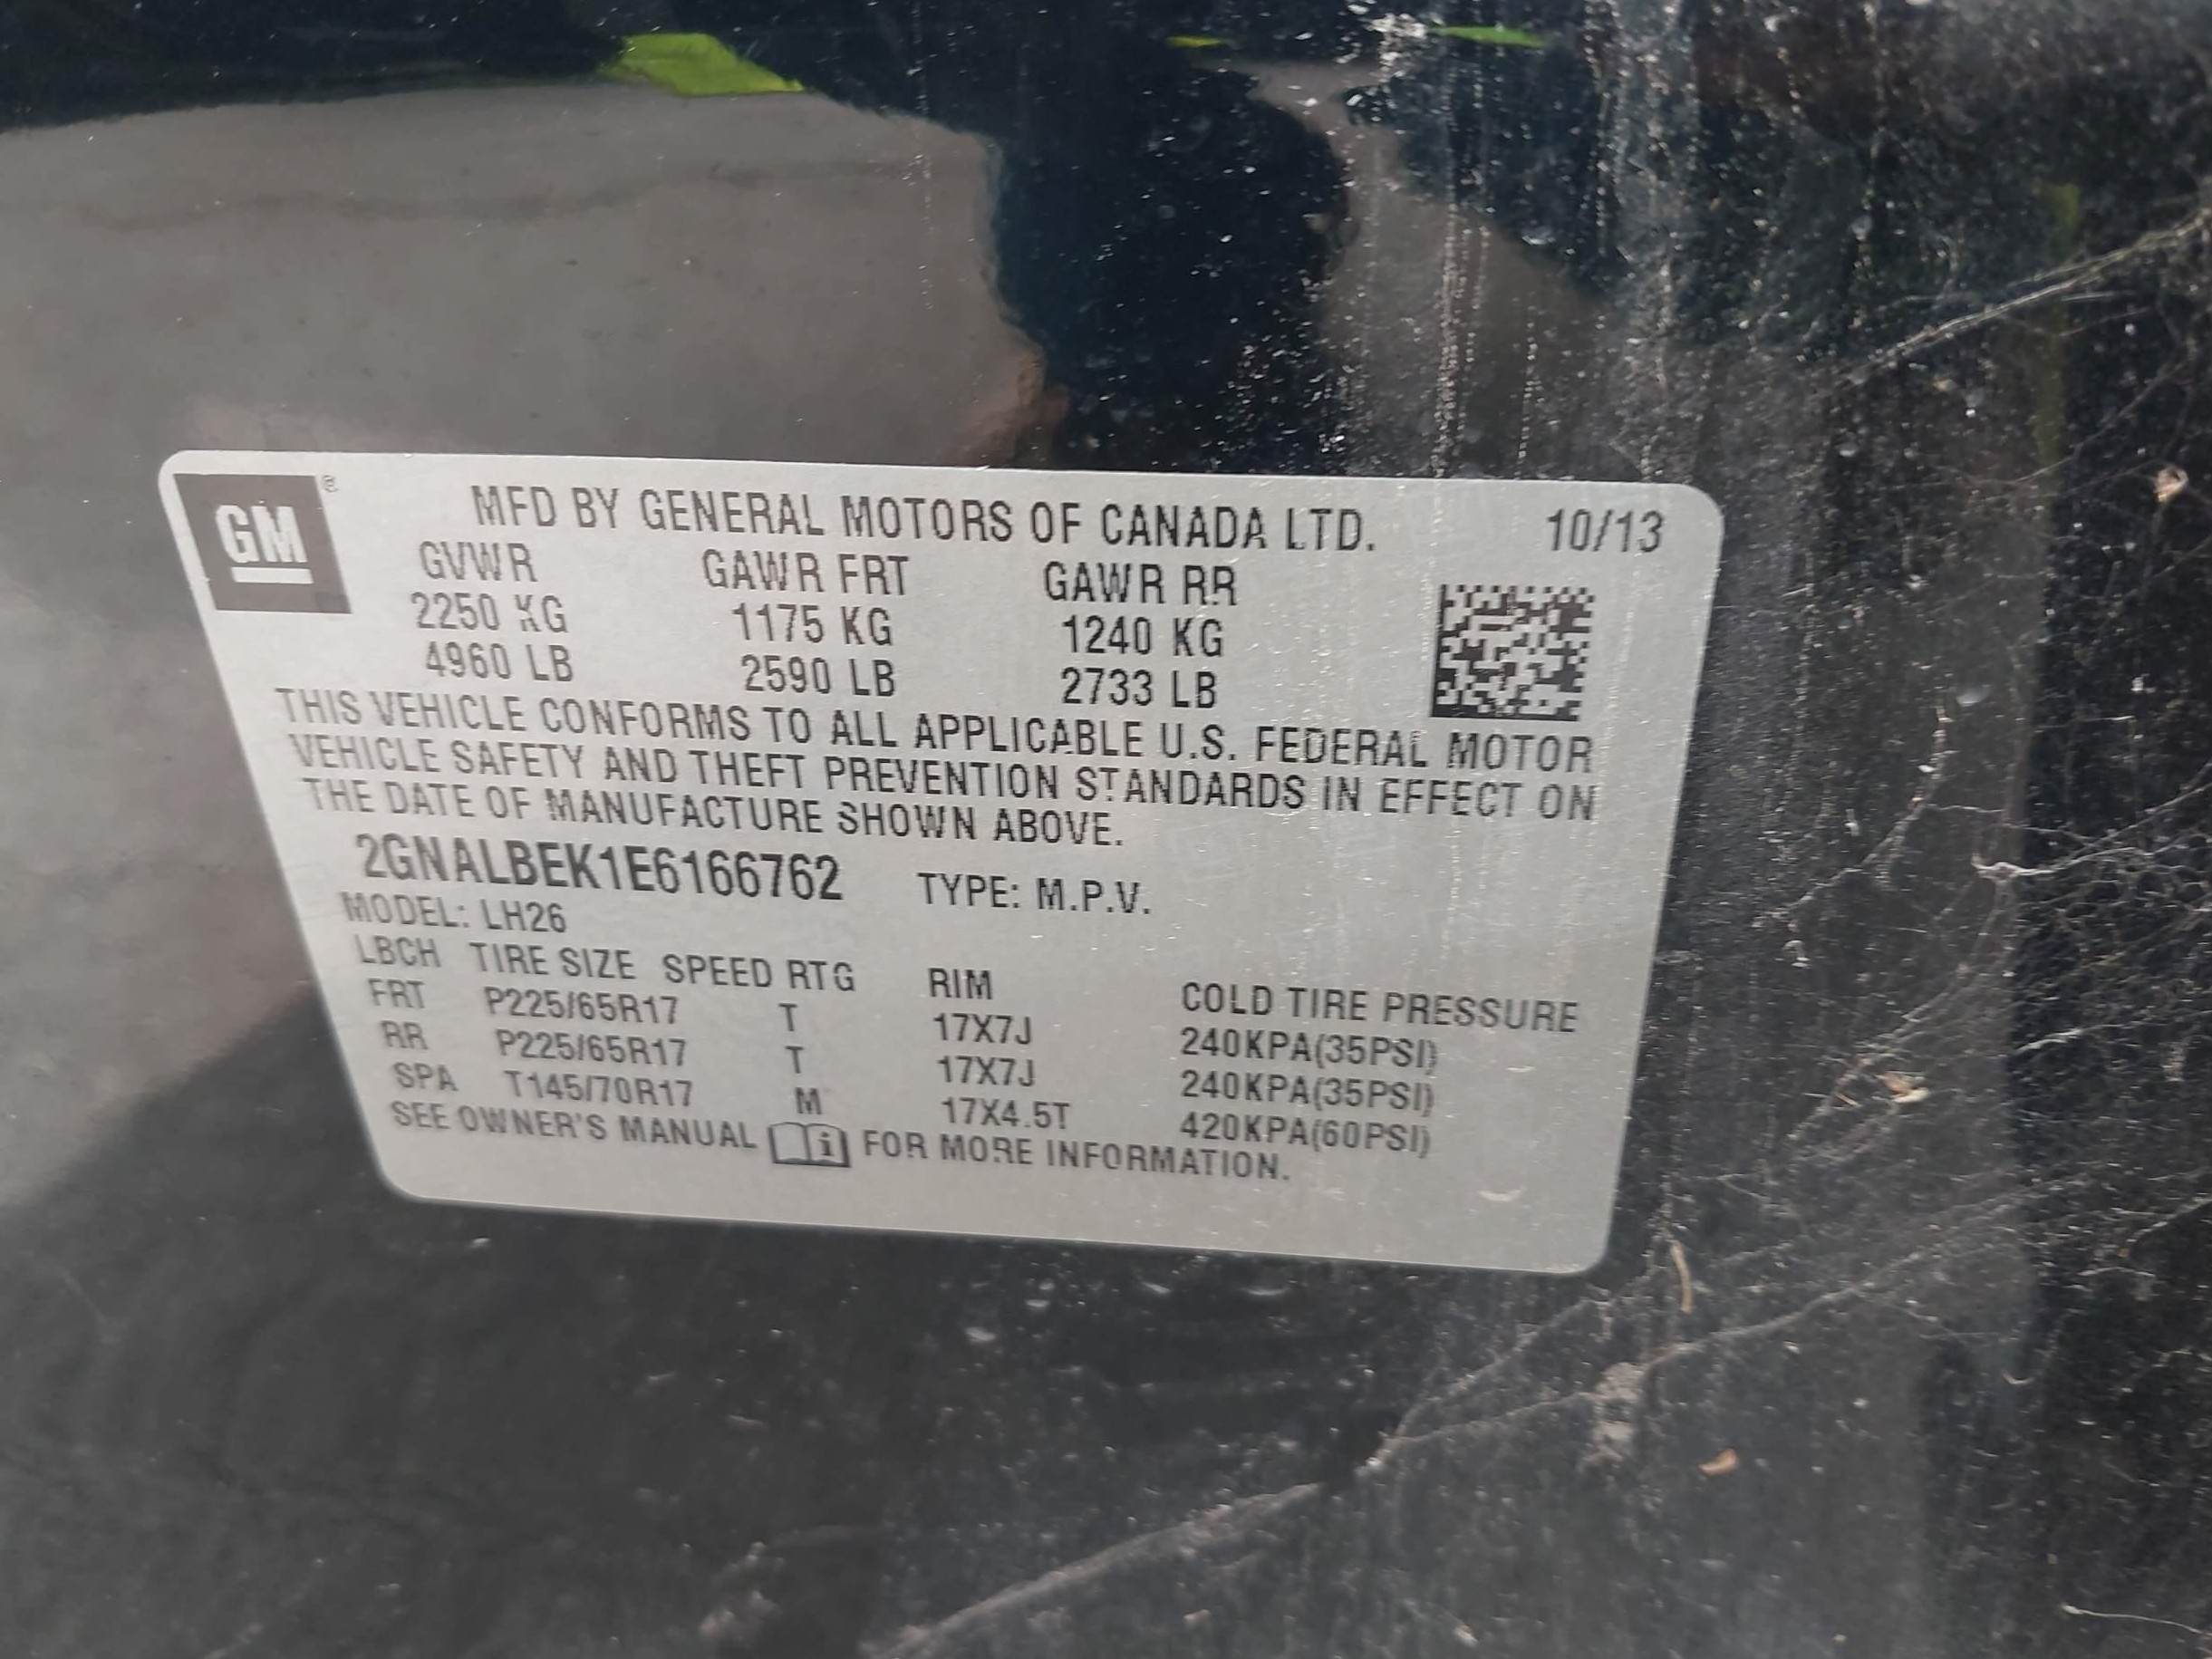 GM ® MFD BY GENERAL MOTORS OF CANADA LTD. 10/13
GVWR GAWR FRT GAWR RR
2250 KG 1175 KG 1240 KG
4960 LB 2590 LB 2733 LB
THIS VEHICLE CONFORMS TO ALL APPLICABLE U.S. FEDERAL MOTOR
VEHICLE SAFETY AND THEFT PREVENTION STANDARDS IN EFFECT ON
THE DATE OF MANUFACTURE SHOWN ABOVE.
2GNALBEK1E6166762 TYPE: M.P.V.
MODEL: LH26
LBCH TIRE SIZE SPEED RTG RIM COLD TIRE PRESSURE
FRT P225/65R17 T 17X7J 240KPA(35PSI)
RR P225/65R17 T 17X7J 240KPA(35PSI)
SPA T145/70R17 M 17X4.5T 420KPA(60PSI)
SEE OWNER'S MANUAL i FOR MORE INFORMATION.